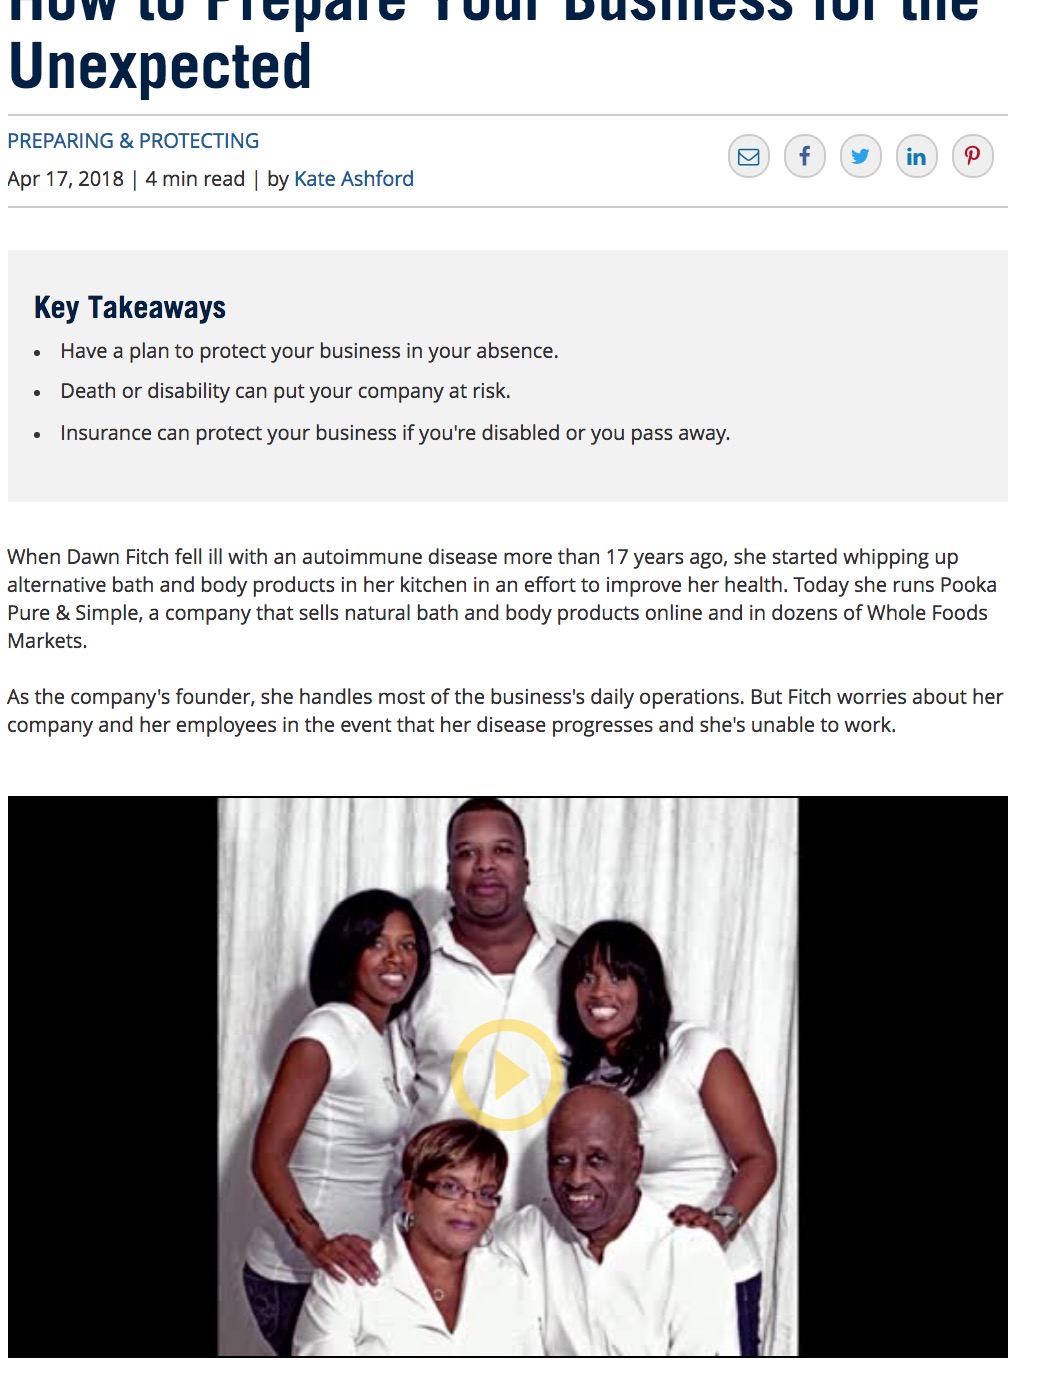 How to Prepare Your Business for the
Unexpected
PREPARING & PROTECTING
Apr 17, 2018 | 4 min read | by Kate Ashford
Key Takeaways
• Have a plan to protect your business in your absence.
• Death or disability can put your company at risk.
• Insurance can protect your business if you're disabled or you pass away.
When Dawn Fitch fell ill with an autoimmune disease more than 17 years ago, she started whipping up
alternative bath and body products in her kitchen in an effort to improve her health. Today she runs Pooka
Pure & Simple, a company that sells natural bath and body products online and in dozens of Whole Foods
Markets.
As the company's founder, she handles most of the business's daily operations. But Fitch worries about her
company and her employees in the event that her disease progresses and she's unable to work.